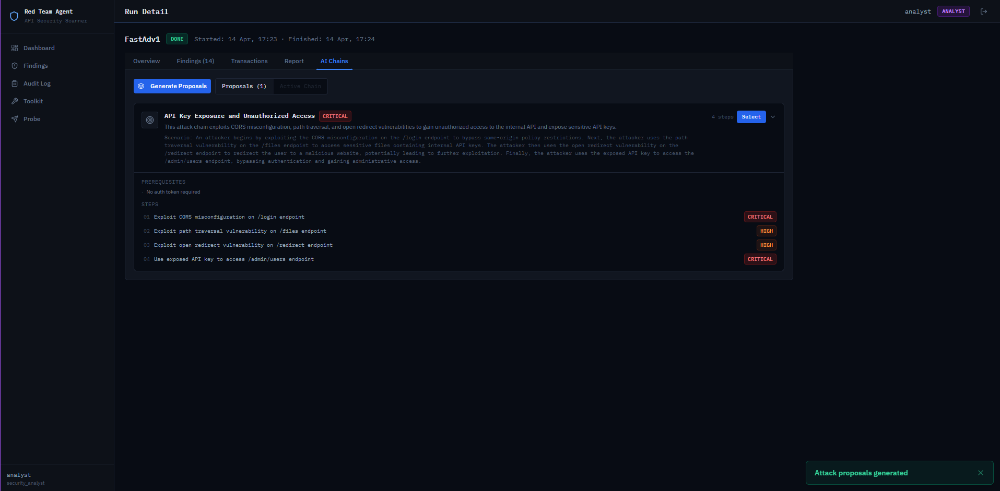 Red Team Agent
API Security Scanner
Dashboard
Findings
Audit Log
Toolkit
Probe
analyst
security_analyst
Run Detail
analyst ANALYST
FastAdv1 DONE Started: 14 Apr, 17:23 · Finished: 14 Apr, 17:24
Overview Findings (14) Transactions Report AI Chains
Generate Proposals Proposals (1) Active Chain
API Key Exposure and Unauthorized Access CRITICAL 4 steps Select
This attack chain exploits CORS misconfiguration, path traversal, and open redirect vulnerabilities to gain unauthorized access to the internal API and expose sensitive API keys.
Scenario: An attacker begins by exploiting the CORS misconfiguration on the /login endpoint to bypass same-origin policy restrictions. Next, the attacker uses the path
traversal vulnerability on the /files endpoint to access sensitive files containing internal API keys. The attacker then uses the open redirect vulnerability on the
/redirect endpoint to redirect the user to a malicious website, potentially leading to further exploitation. Finally, the attacker uses the exposed API key to access the
/admin/users endpoint, bypassing authentication and gaining administrative access.
PREREQUISITES
· No auth token required
STEPS
01 Exploit CORS misconfiguration on /login endpoint CRITICAL
02 Exploit path traversal vulnerability on /files endpoint HIGH
03 Exploit open redirect vulnerability on /redirect endpoint HIGH
04 Use exposed API key to access /admin/users endpoint CRITICAL
Attack proposals generated